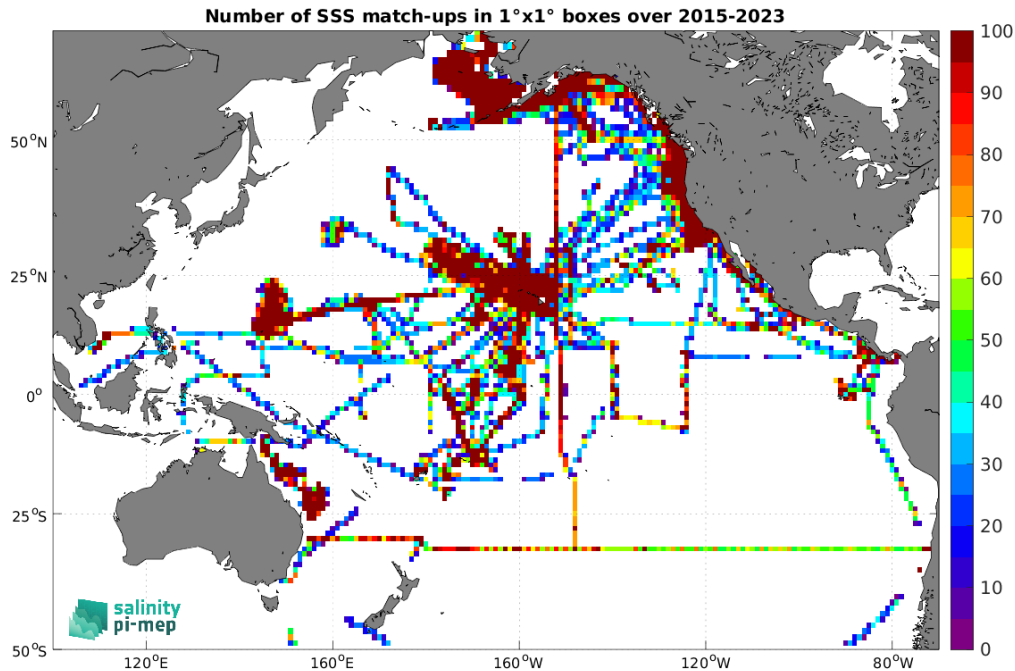 Number of SSS match-ups in 1°x1° boxes over 2015-2023
100
90
80
70
60
50
40
30
20
10
0
50°N
25°N
0°
25°S
50°S
120°E
160°E
160°W
120°W
80°W
salinity
pi-mep